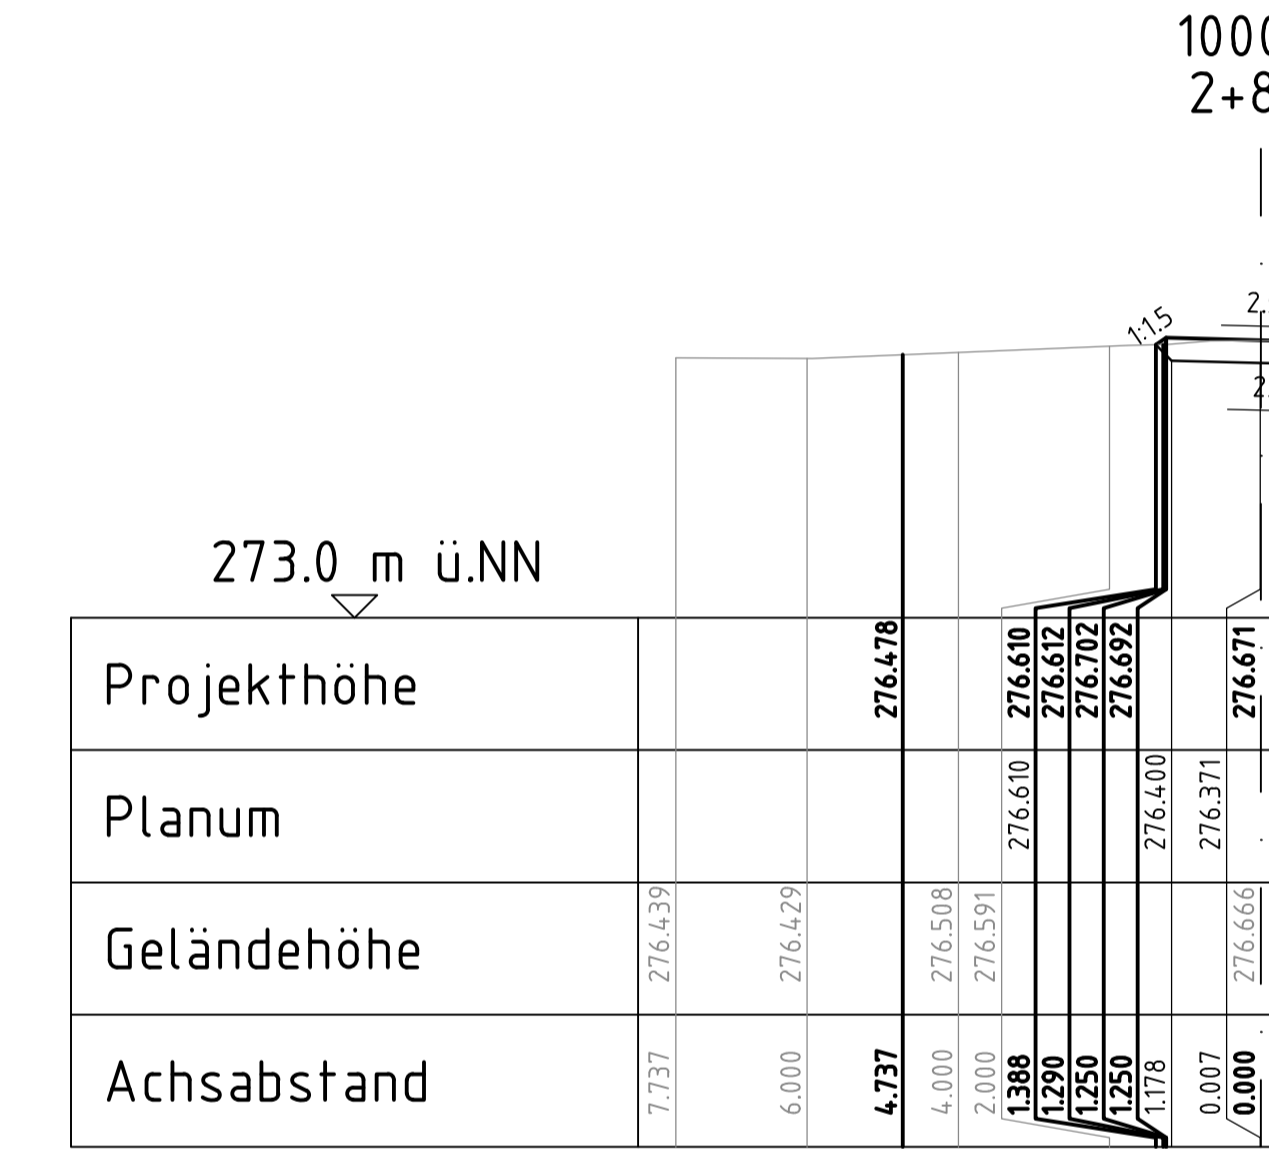 1000
2+8
1:1.5
2.
2.
273.0 m ü.NN
Projekthöhe 276.478 276.610 276.612 276.702 276.692 276.671
Planum 276.610 276.400 276.371
Geländehöhe 276.439 276.429 276.508 276.591 276.666
Achsabstand 7.737 6.000 4.737 4.000 2.000 1.388 1.290 1.250 1.250 1.178 0.007 0.000